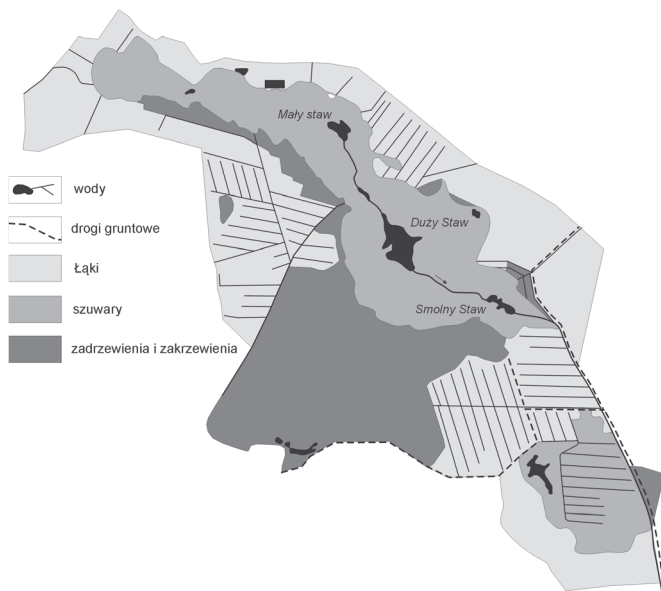 Mały staw
Duży Staw
Smolny Staw
wody
drogi gruntowe
Łąki
szuwary
zadrzewienia i zakrzewienia